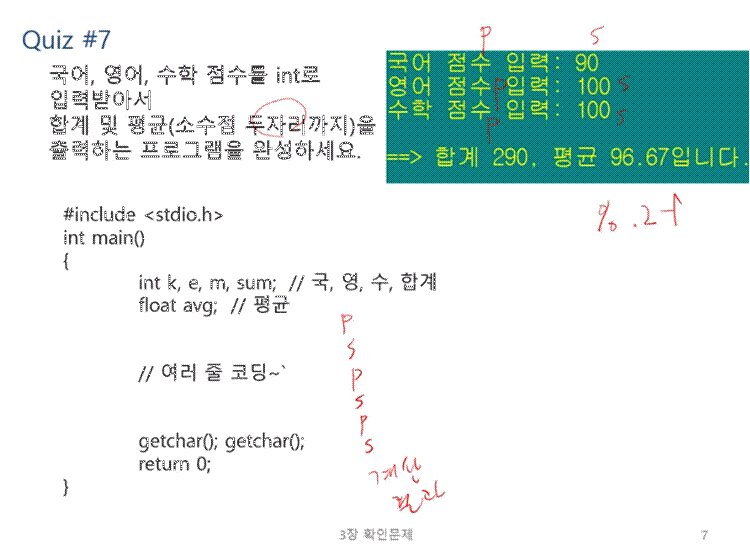 Quiz #7
국어, 영어, 수학 점수를 int로
입력받아서
합계 및 평균(소수점 두자리까지)을
출력하는 프로그램을 완성하세요.
p s
국어 점수 입력: 90
영어 점수 입력: 100 s
p
수학 점수 입력: 100 s
p
==> 합계 290, 평균 96.67입니다.
% .2f
#include <stdio.h>
int main()
{
int k, e, m, sum; // 국, 영, 수, 합계
float avg; // 평균
p
s
// 여러 줄 코딩~`
p
s
p
getchar(); getchar();
s
return 0;
계산
}
3장 확인문제
7